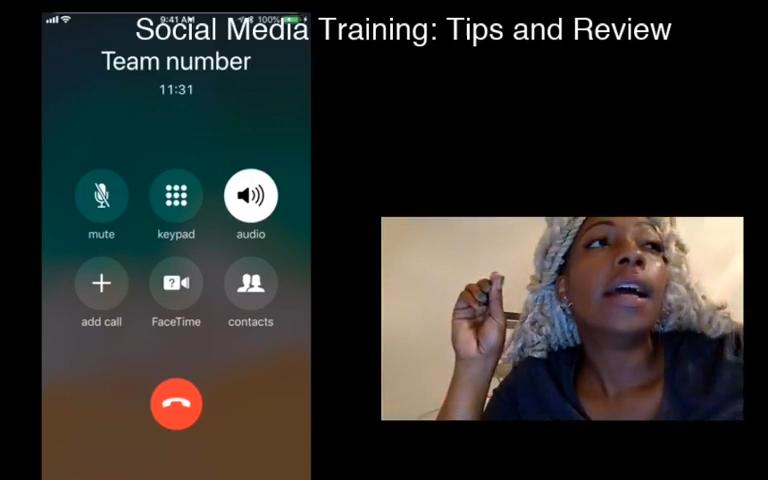 9:41 AM
100%
Social Media Training: Tips and Review
Team number
11:31
mute
keypad
audio
add call
FaceTime
contacts